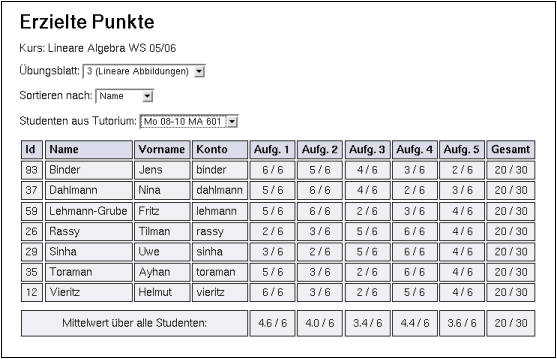 Erzielte Punkte
Kurs: Lineare Algebra WS 05/06
Übungsblatt: 3 (Lineare Abbildungen)
Sortieren nach: Name
Studenten aus Tutorium: Mo 08-10 MA 601
Id Name Vorname Konto Aufg. 1 Aufg. 2 Aufg. 3 Aufg. 4 Aufg. 5 Gesamt
93 Binder Jens binder 6 / 6 5 / 6 4 / 6 3 / 6 2 / 6 20 / 30
37 Dahlmann Nina dahlmann 5 / 6 6 / 6 4 / 6 2 / 6 3 / 6 20 / 30
59 Lehmann-Grube Fritz lehmann 5 / 6 6 / 6 2 / 6 3 / 6 4 / 6 20 / 30
26 Rassy Tilman rassy 2 / 6 3 / 6 5 / 6 6 / 6 4 / 6 20 / 30
29 Sinha Uwe sinha 3 / 6 2 / 6 5 / 6 6 / 6 4 / 6 20 / 30
35 Toraman Ayhan toraman 5 / 6 3 / 6 2 / 6 6 / 6 4 / 6 20 / 30
12 Vieritz Helmut vieritz 6 / 6 3 / 6 2 / 6 5 / 6 4 / 6 20 / 30
Mittelwert über alle Studenten: 4.6 / 6 4.0 / 6 3.4 / 6 4.4 / 6 3.6 / 6 20 / 30